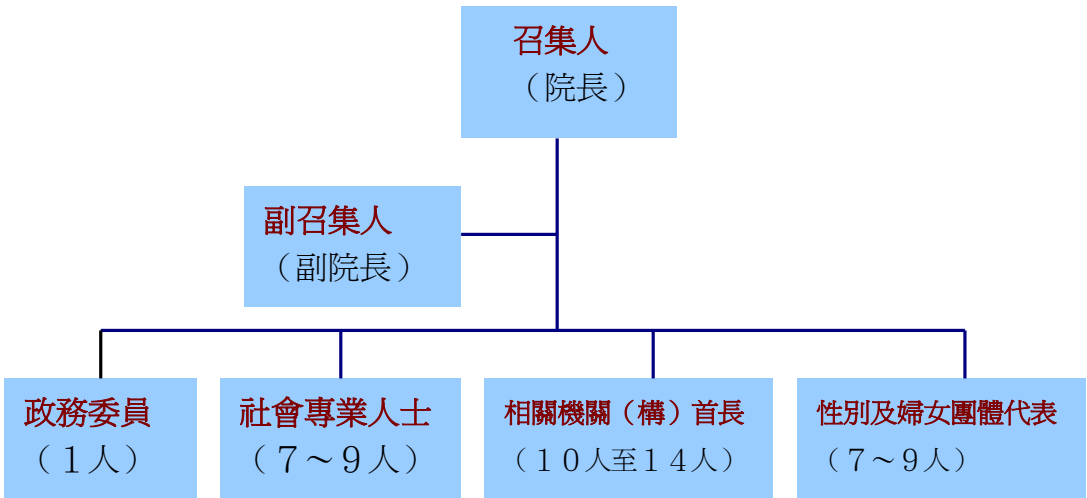 召集人
（院長）
副召集人
（副院長）
政務委員
（１人）
社會專業人士
（７～９人）
相關機關（構）首長
（１０人至１４人）
性別及婦女團體代表
（７～９人）